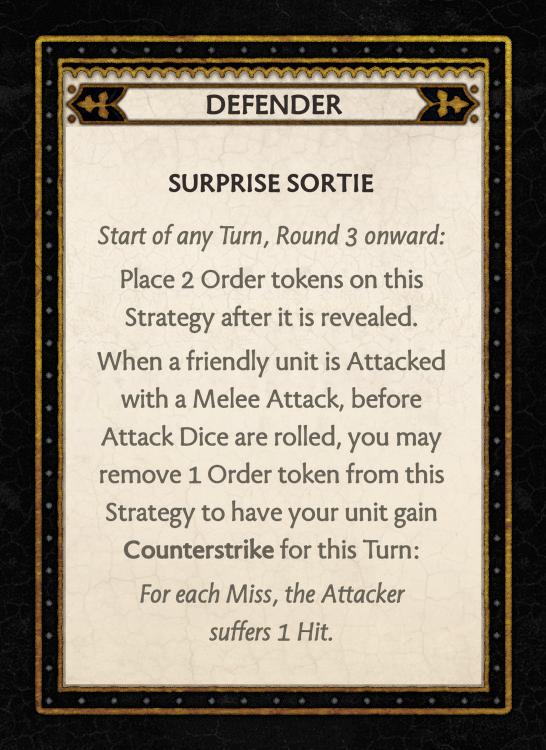 DEFENDER
SURPRISE SORTIE
Start of any Turn, Round 3 onward:
Place 2 Order tokens on this
Strategy after it is revealed.
When a friendly unit is Attacked
with a Melee Attack, before
Attack Dice are rolled, you may
remove 1 Order token from this
Strategy to have your unit gain
Counterstrike for this Turn:
For each Miss, the Attacker
suffers 1 Hit.